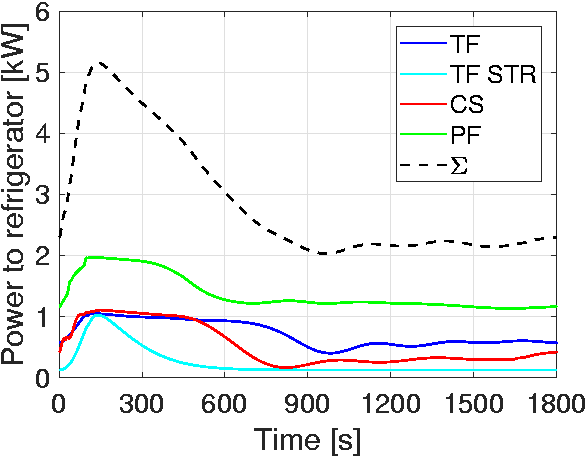 Power to refrigerator [kW]
6
5
4
3
2
1
0
TF
TF STR
CS
PF
Σ
0 300 600 900 1200 1500 1800
Time [s]